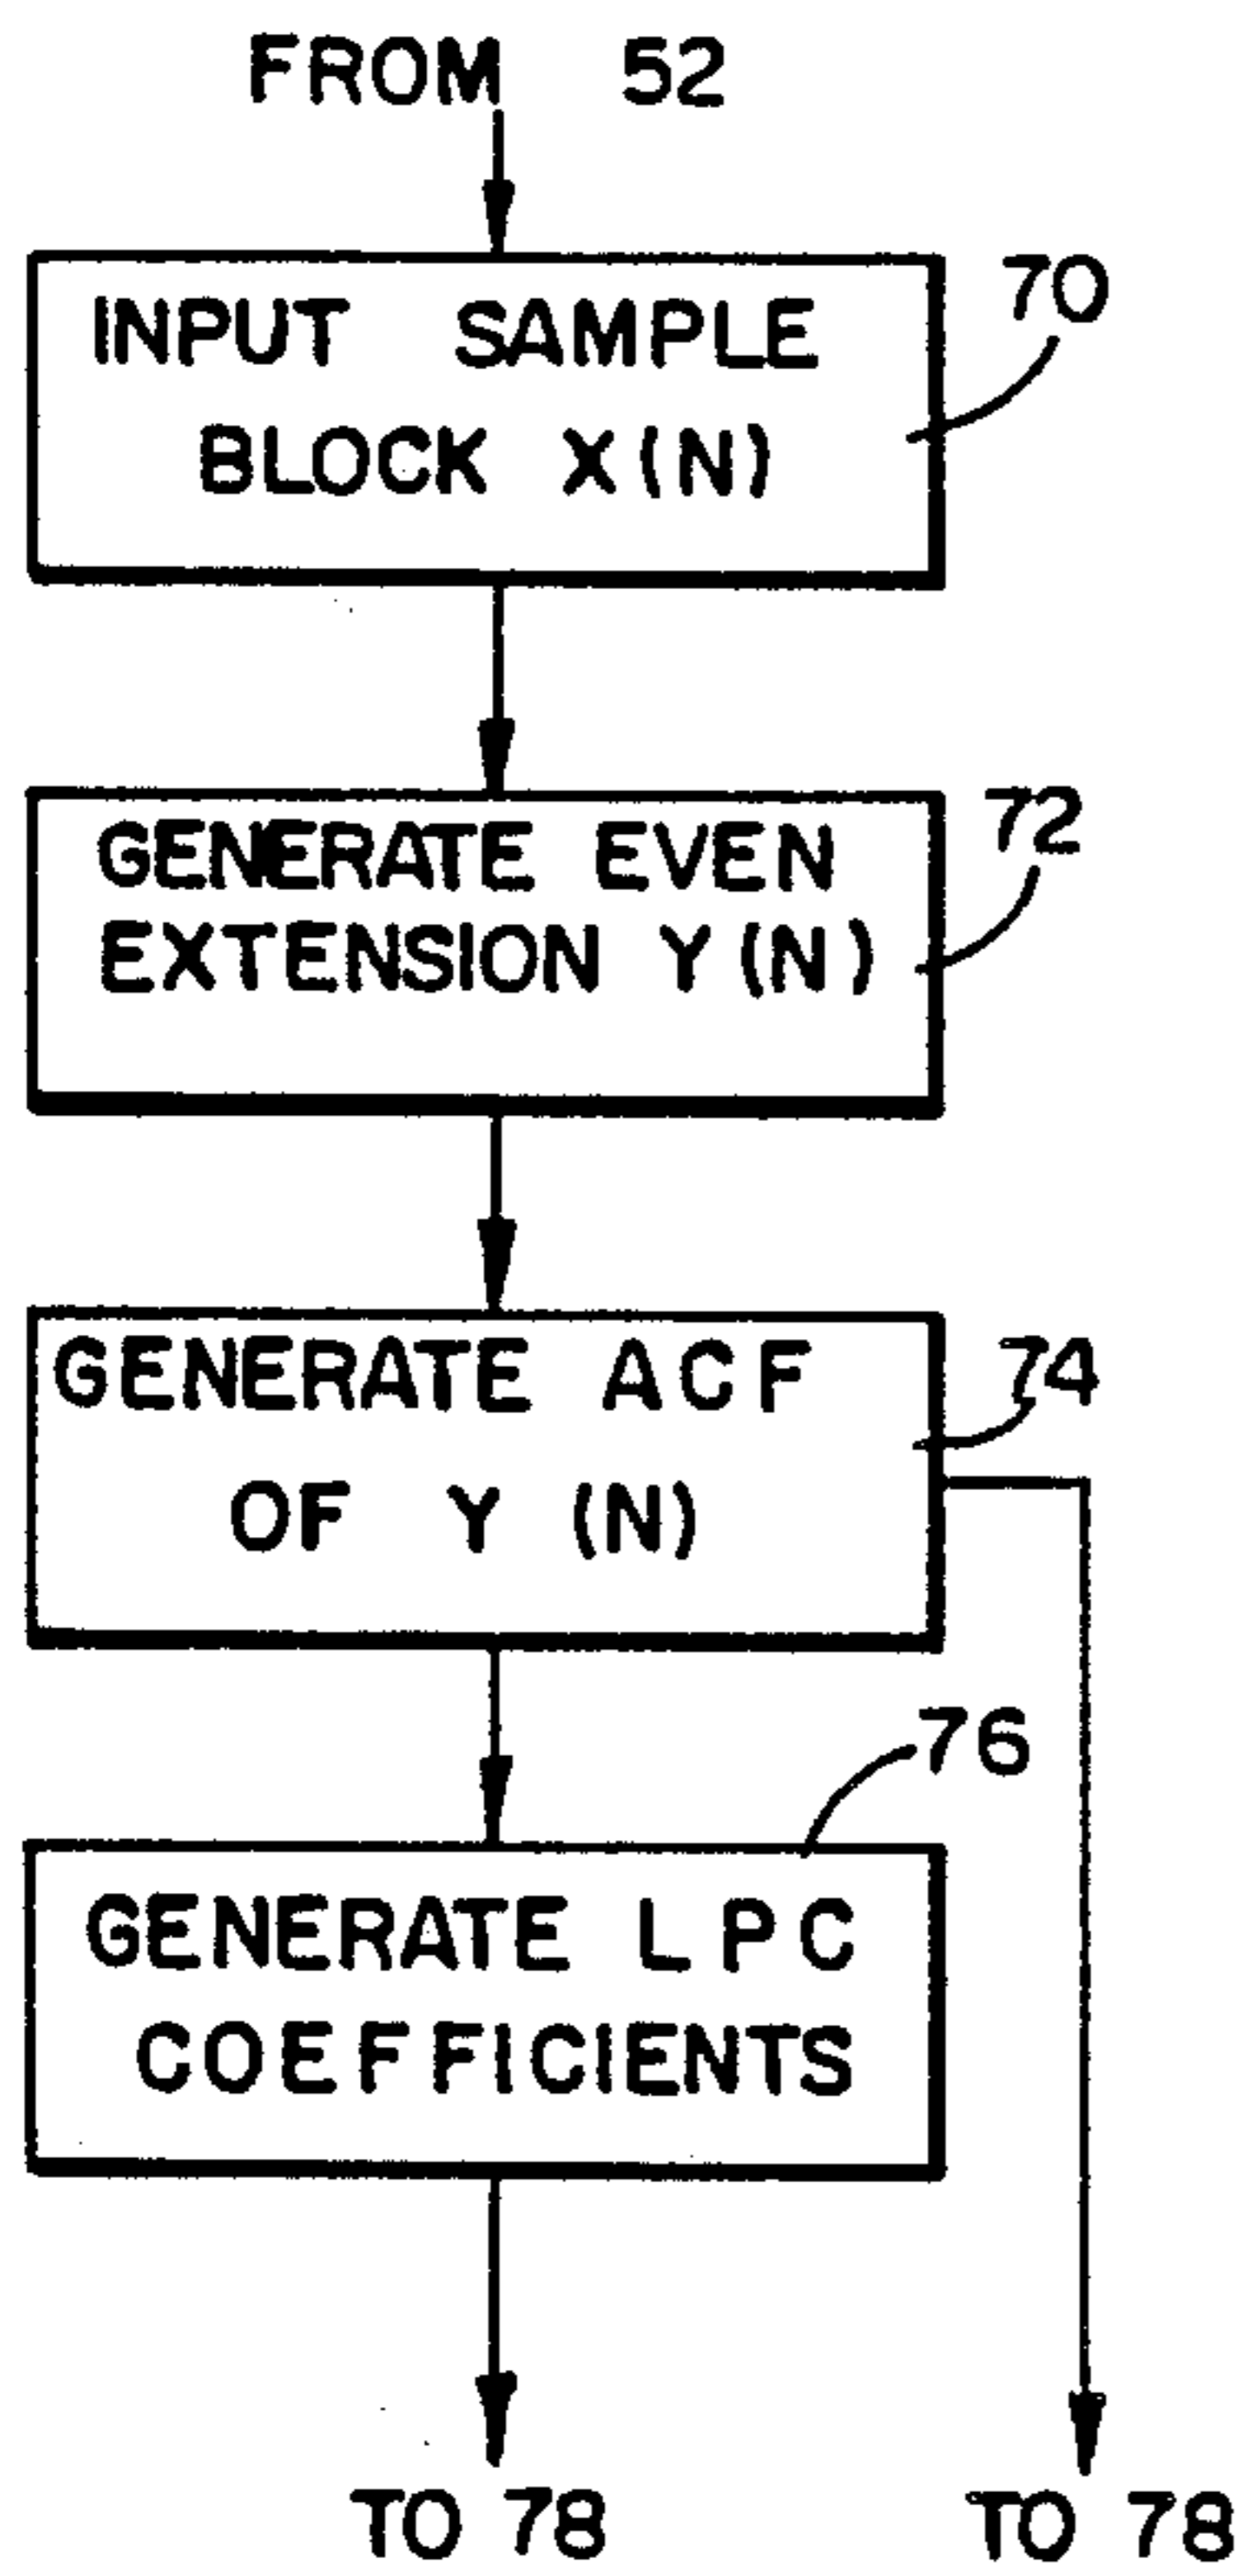 FROM 52
INPUT SAMPLE
BLOCK X(N)
70
GENERATE EVEN
EXTENSION Y(N)
72
GENERATE ACF
OF Y (N)
74
76
GENERATE LPC
COEFFICIENTS
TO 78
TO 78